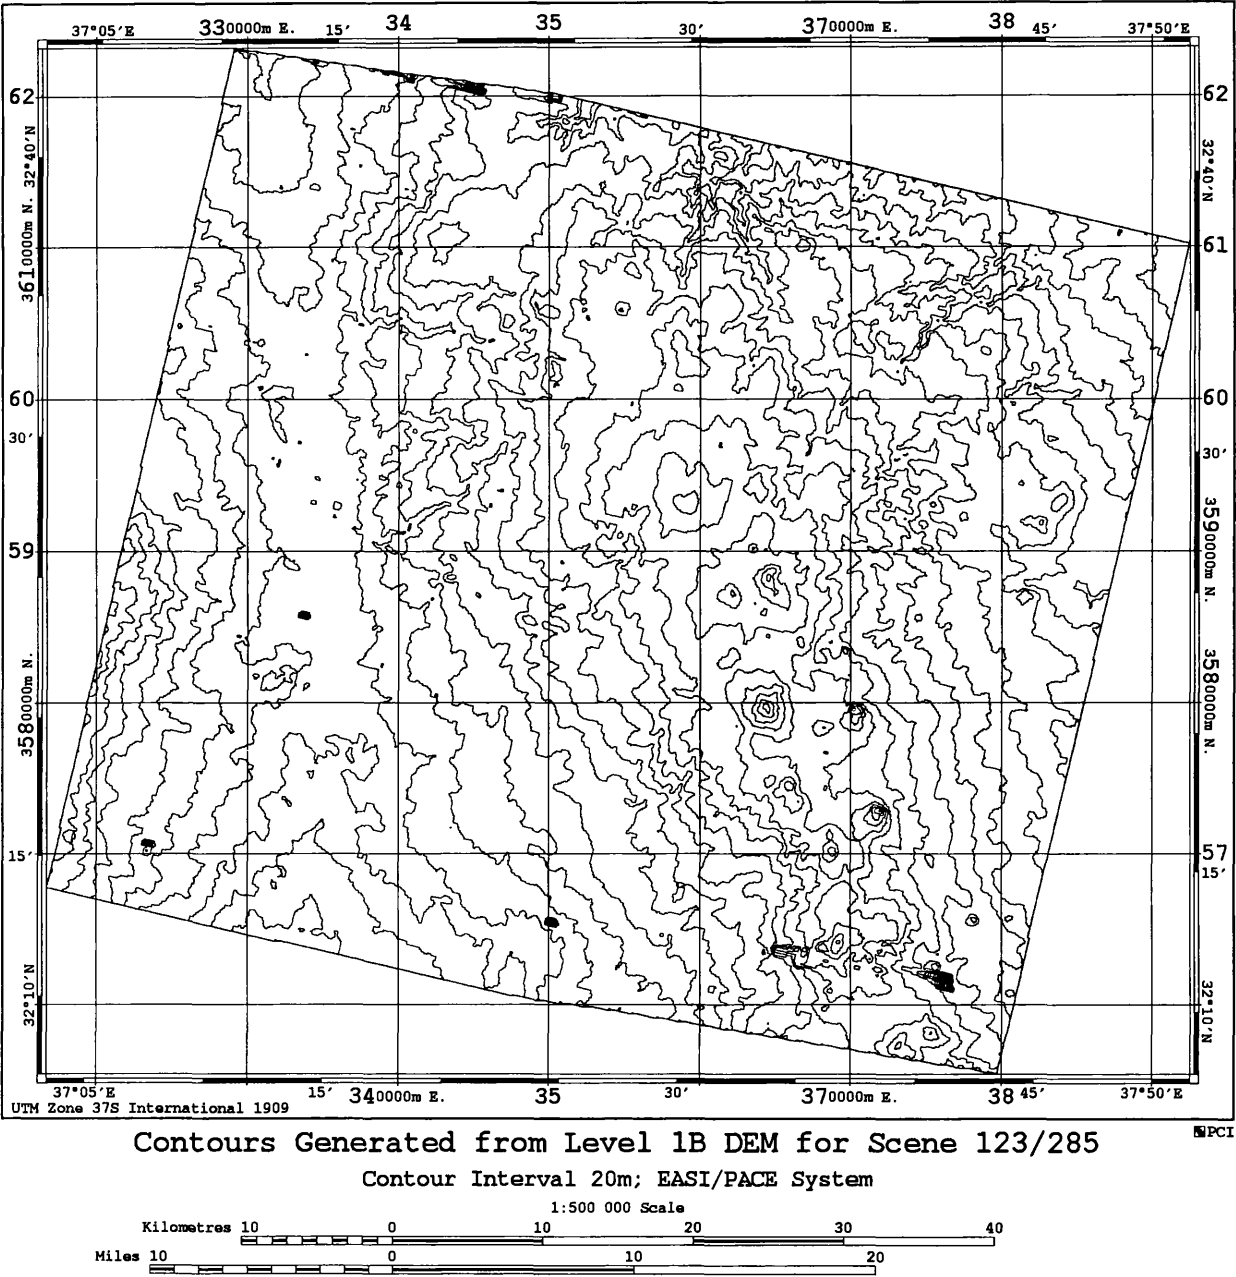 37°05′E 330000m E. 15′ 34 35 30′ 370000m E. 38 45′ 37°50′E
62 62
32°40′N 32°40′N
3610000m N. 61
60 60
30′ 30′
59 3590000m N.
3580000m N. 3580000m N.
15′ 57
15′
32°10′N 32°10′N
37°05′E 15′ 340000m E. 35 30′ 370000m E. 38 45′ 37°50′E
UTM Zone 37S International 1909
PCI
Contours Generated from Level 1B DEM for Scene 123/285
Contour Interval 20m; EASI/PACE System
1:500 000 Scale
Kilometres 10 0 10 20 30 40
Miles 10 0 10 20